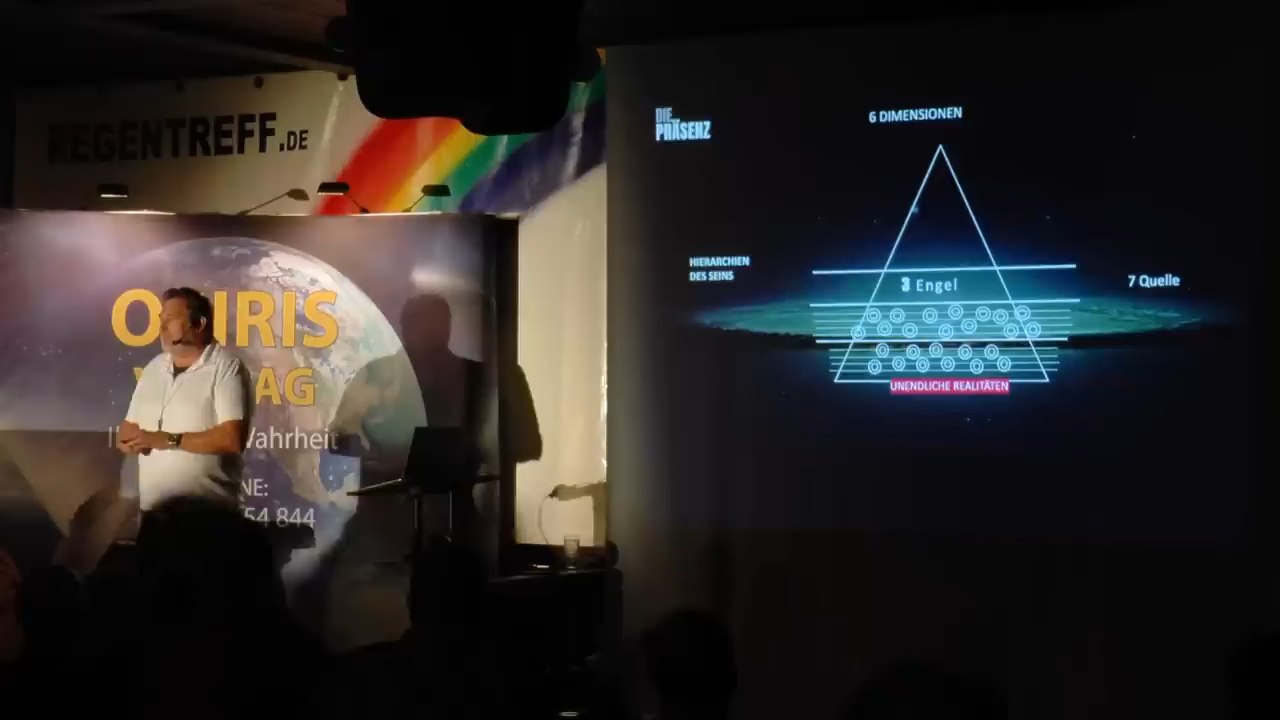 REGENTREFF.DE
O IRIS
AG
Wahrheit
NE:
54 844
DIE
PRÄSENZ
6 DIMENSIONEN
HIERARCHIEN
DES SEINS
3 Engel
7 Quelle
UNENDLICHE REALITÄTEN